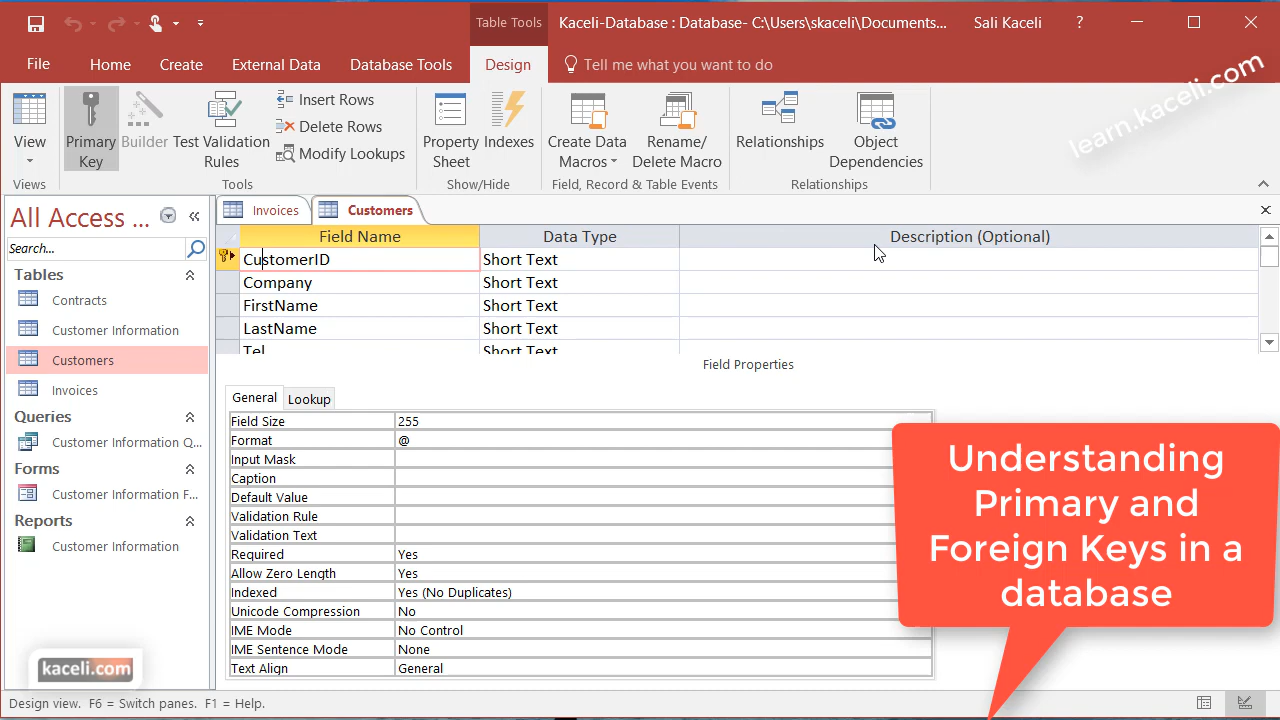 Table Tools
Kaceli-Database : Database- C:\Users\skaceli\Documents...
Sali Kaceli
?
File
Home
Create
External Data
Database Tools
Design
Tell me what you want to do
learn.kaceli.com
View
Primary
Key
Builder
Test Validation
Rules
Insert Rows
Delete Rows
Modify Lookups
Property
Sheet
Indexes
Create Data
Macros
Rename/
Delete Macro
Relationships
Object
Dependencies
Views
Tools
Show/Hide
Field, Record & Table Events
Relationships
All Access ...
Search...
Tables
Contracts
Customer Information
Customers
Invoices
Queries
Customer Information Q...
Forms
Customer Information F...
Reports
Customer Information
Invoices
Customers
Field Name
Data Type
Description (Optional)
CustomerID
Short Text
Company
Short Text
FirstName
Short Text
LastName
Short Text
Tel
Short Text
Field Properties
General
Lookup
Field Size
255
Format
@
Input Mask
Caption
Default Value
Validation Rule
Validation Text
Required
Yes
Allow Zero Length
Yes
Indexed
Yes (No Duplicates)
Unicode Compression
No
IME Mode
No Control
IME Sentence Mode
None
Text Align
General
Understanding
Primary and
Foreign Keys in a
database
kaceli.com
Design view.  F6 = Switch panes.  F1 = Help.